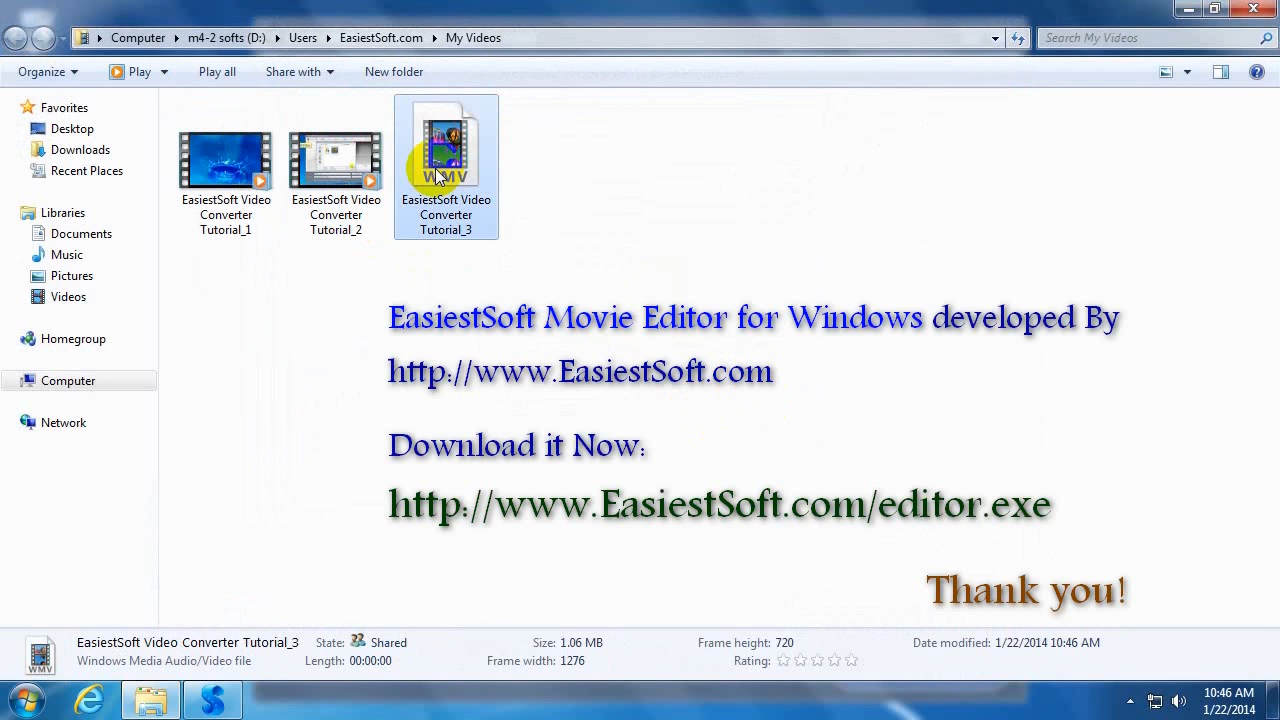 Computer m4-2 softs (D:) Users EasiestSoft.com My Videos
Search My Videos
Organize Play Play all Share with New folder
Favorites
Desktop
Downloads
Recent Places
Libraries
Documents
Music
Pictures
Videos
Homegroup
Computer
Network
EasiestSoft Video
Converter
Tutorial_1
EasiestSoft Video
Converter
Tutorial_2
WMV
EasiestSoft Video
Converter
Tutorial_3
EasiestSoft Movie Editor for Windows developed By
http://www.EasiestSoft.com
Download it Now:
http://www.EasiestSoft.com/editor.exe
Thank you!
WMV
EasiestSoft Video Converter Tutorial_3 State: Shared Size: 1.06 MB Frame height: 720 Date modified: 1/22/2014 10:46 AM
Windows Media Audio/Video file Length: 00:00:00 Frame width: 1276 Rating:
10:46 AM
1/22/2014